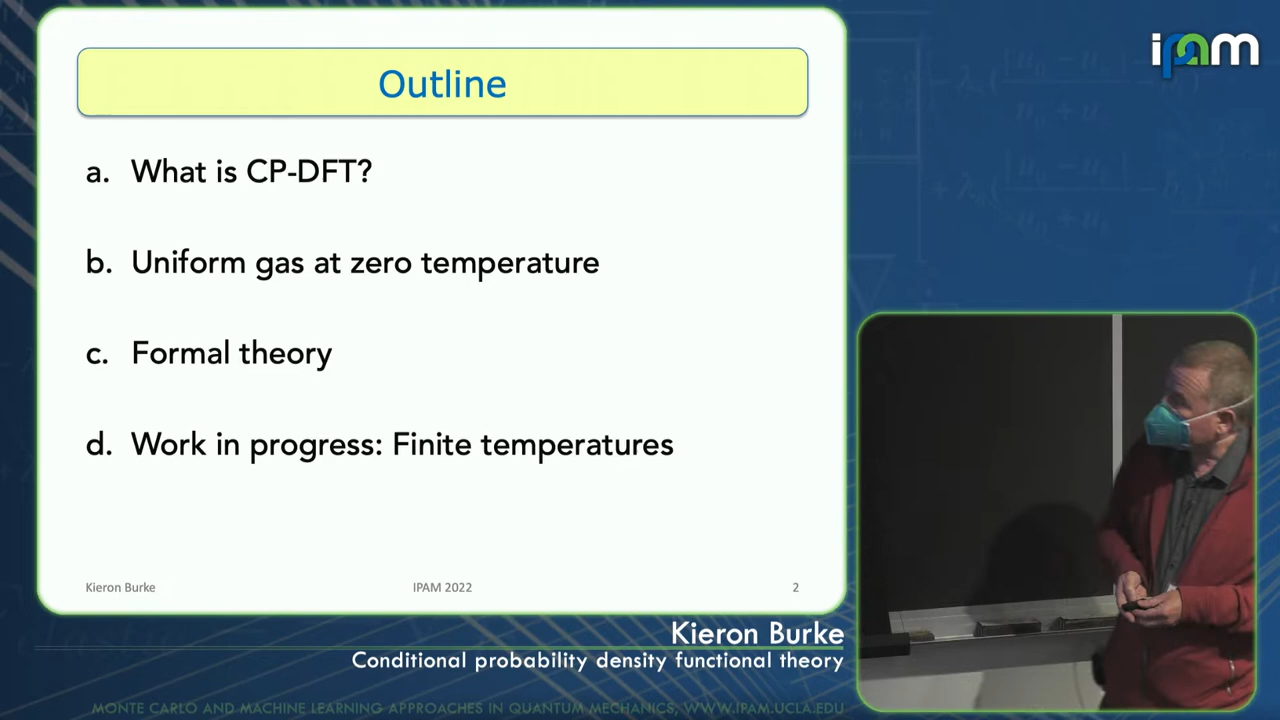 Outline
ipam
a. What is CP-DFT?
b. Uniform gas at zero temperature
c. Formal theory
d. Work in progress: Finite temperatures
Kieron Burke
IPAM 2022
2
Kieron Burke
Conditional probability density functional theory
MONTE CARLO AND MACHINE LEARNING APPROACHES IN QUANTUM MECHANICS, WWW.IPAM.UCLA.EDU